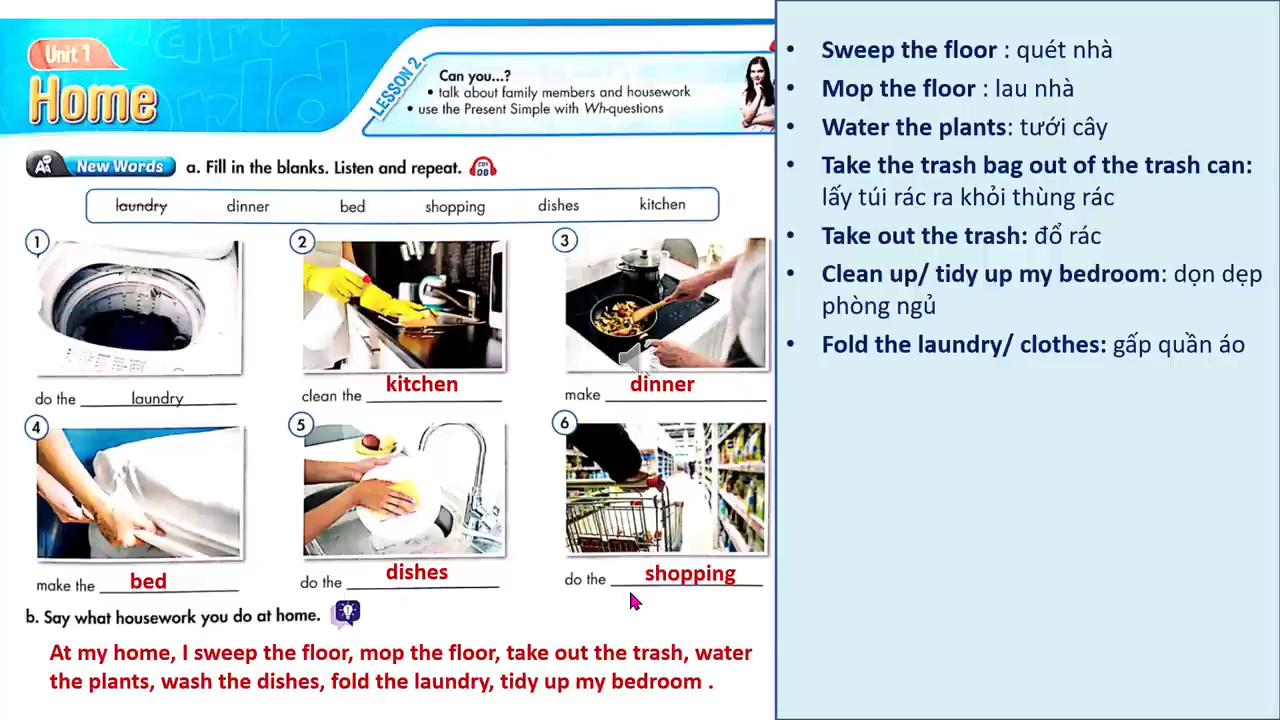 Unit 1
Home
LESSON 2
Can you...?
• talk about family members and housework
• use the Present Simple with Wh-questions
New Words
a. Fill in the blanks. Listen and repeat.
CD1
08
laundry dinner bed shopping dishes kitchen
1
do the laundry
2
clean the kitchen
3
make dinner
4
make the bed
5
do the dishes
6
do the shopping
b. Say what housework you do at home.
At my home, I sweep the floor, mop the floor, take out the trash, water
the plants, wash the dishes, fold the laundry, tidy up my bedroom .
• Sweep the floor : quét nhà
• Mop the floor : lau nhà
• Water the plants: tưới cây
• Take the trash bag out of the trash can:
lấy túi rác ra khỏi thùng rác
• Take out the trash: đổ rác
• Clean up/ tidy up my bedroom: dọn dẹp
phòng ngủ
• Fold the laundry/ clothes: gấp quần áo